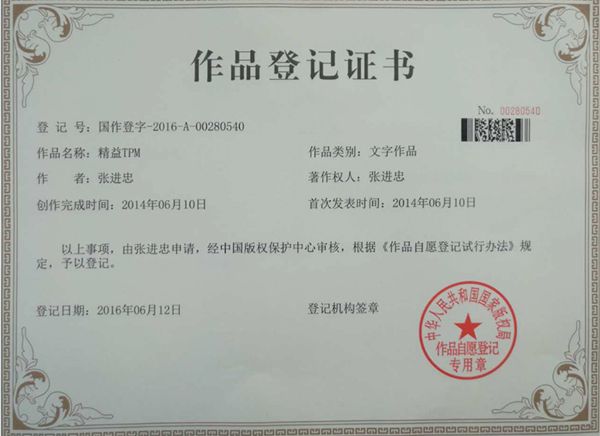 作品登记证书
No. 00280540
登 记 号：国作登字-2016-A-00280540
作品名称：精益TPM
作品类别：文字作品
作 者：张进忠
著作权人：张进忠
创作完成时间：2014年06月10日
首次发表时间：2014年06月10日
以上事项，由张进忠申请，经中国版权保护中心审核，根据《作品自愿登记试行办法》规
定，予以登记。
登记日期：2016年06月12日
登记机构签章
中华人民共和国国家版权局
作品自愿登记
专用章